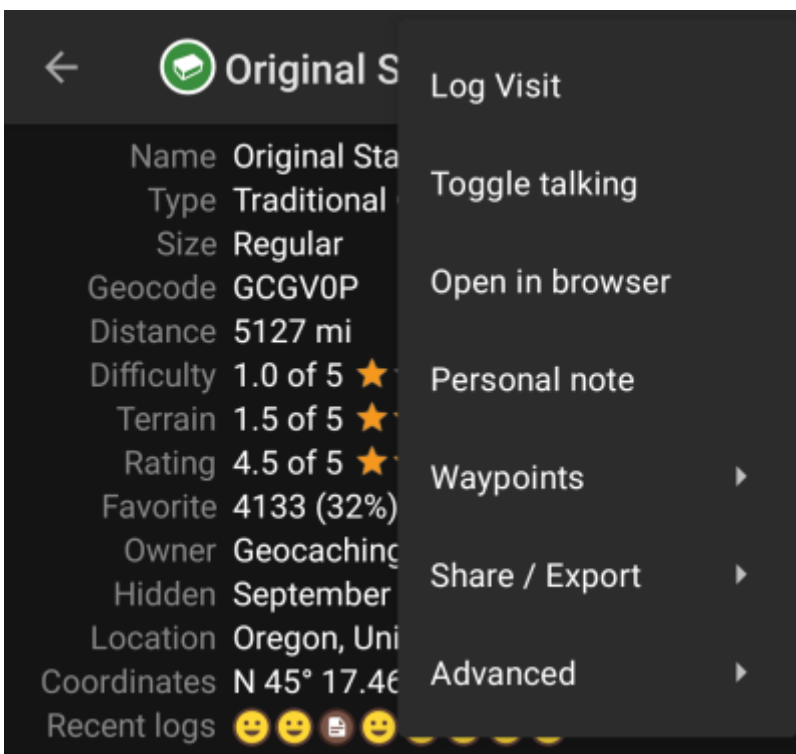 Original S
Name Original Sta
Type Traditional
Size Regular
Geocode GCGV0P
Distance 5127 mi
Difficulty 1.0 of 5
Terrain 1.5 of 5
Rating 4.5 of 5
Favorite 4133 (32%)
Owner Geocaching
Hidden September
Location Oregon, Uni
Coordinates N 45° 17.46
Recent logs
Log Visit
Toggle talking
Open in browser
Personal note
Waypoints
Share / Export
Advanced